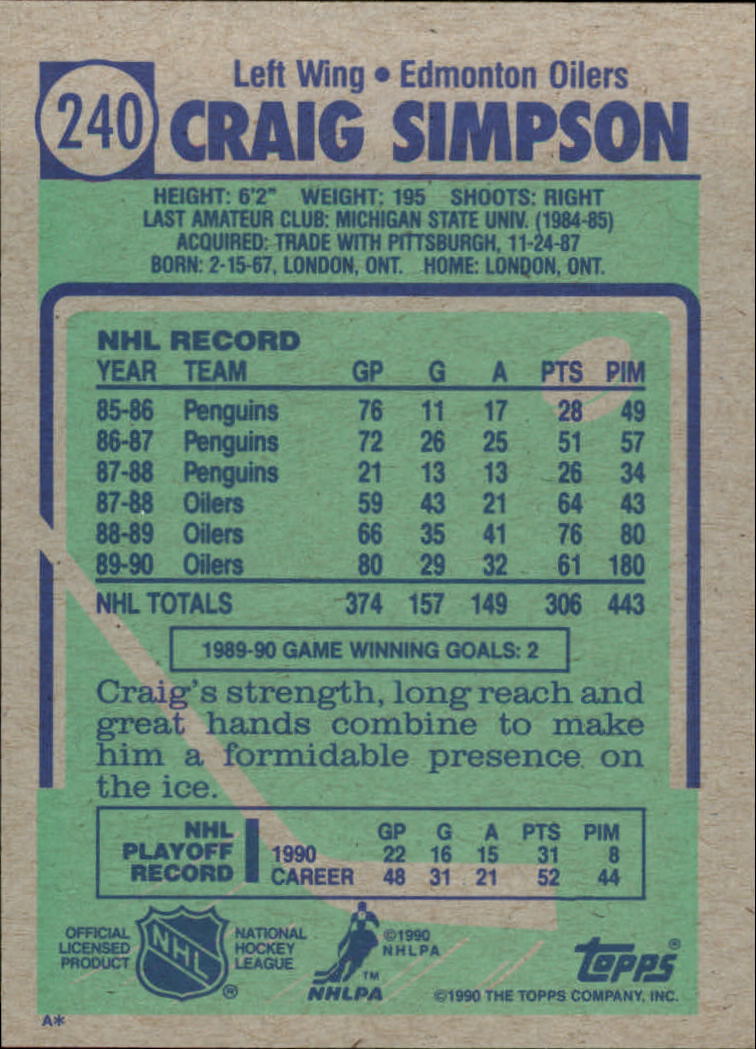 240
Left Wing • Edmonton Oilers
CRAIG SIMPSON
HEIGHT: 6'2" WEIGHT: 195 SHOOTS: RIGHT
LAST AMATEUR CLUB: MICHIGAN STATE UNIV. (1984-85)
ACQUIRED: TRADE WITH PITTSBURGH, 11-24-87
BORN: 2-15-67, LONDON, ONT. HOME: LONDON, ONT.
NHL RECORD
YEAR TEAM GP G A PTS PIM
85-86 Penguins 76 11 17 28 49
86-87 Penguins 72 26 25 51 57
87-88 Penguins 21 13 13 26 34
87-88 Oilers 59 43 21 64 43
88-89 Oilers 66 35 41 76 80
89-90 Oilers 80 29 32 61 180
NHL TOTALS 374 157 149 306 443
1989-90 GAME WINNING GOALS: 2
Craig's strength, long reach and
great hands combine to make
him a formidable presence on
the ice.
NHL PLAYOFF RECORD
GP G A PTS PIM
1990 22 16 15 31 8
CAREER 48 31 21 52 44
OFFICIAL
LICENSED
PRODUCT
NHL
®
NATIONAL
HOCKEY
LEAGUE
TM
NHLPA
©1990
NHLPA
topps®
©1990 THE TOPPS COMPANY, INC.
A*